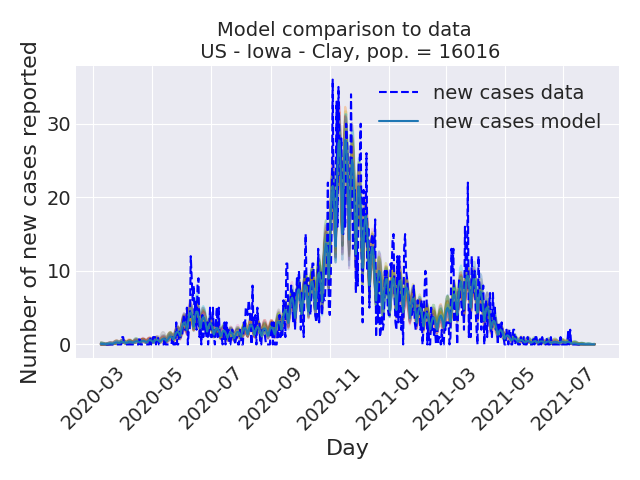 Model comparison to data
US - Iowa - Clay, pop. = 16016
Number of new cases reported
30
20
10
0
new cases data
new cases model
2020-03
2020-05
2020-07
2020-09
2020-11
2021-01
2021-03
2021-05
2021-07
Day